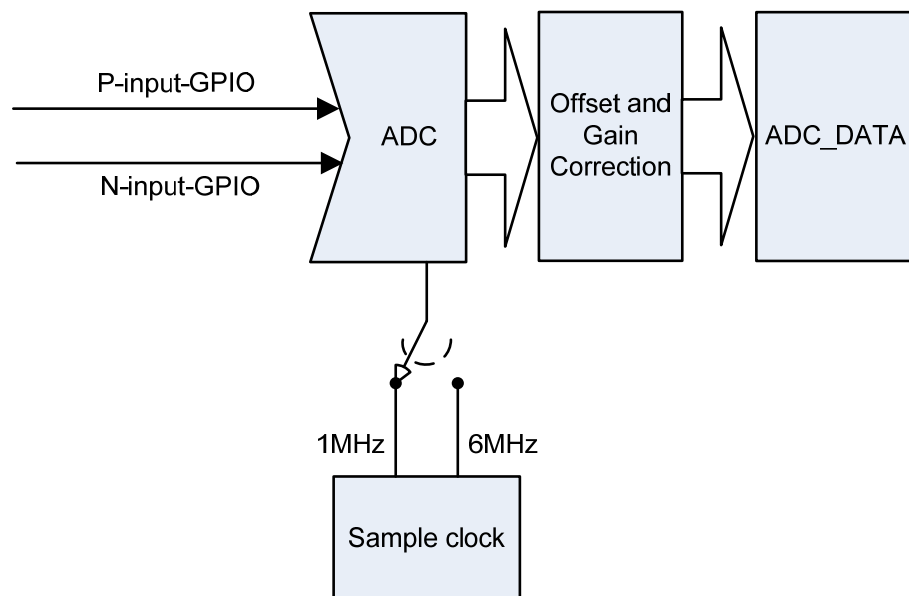 P-input-GPIO
N-input-GPIO
ADC
Offset and
Gain
Correction
ADC_DATA
1MHz
6MHz
Sample clock